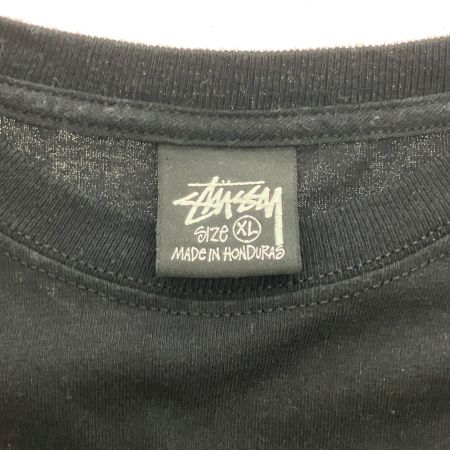 STÜSSY
SIZE XL
MADE IN HONDURAS